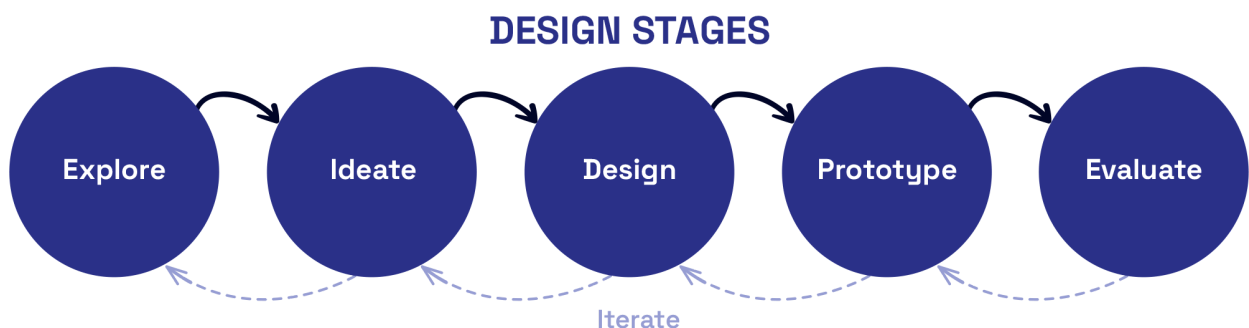 DESIGN STAGES
Explore
Ideate
Design
Prototype
Evaluate
Iterate